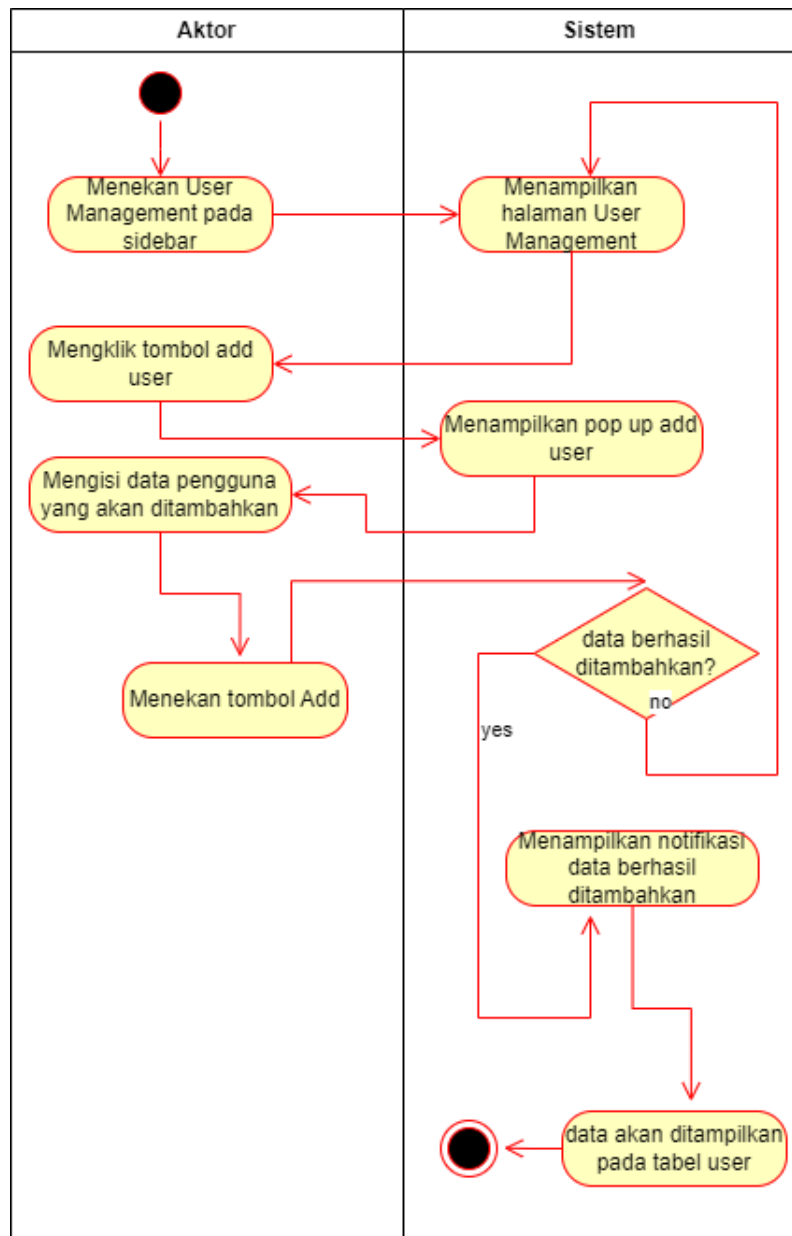 Aktor
Sistem
Menekan User
Management pada
sidebar
Menampilkan
halaman User
Management
Mengklik tombol add
user
Menampilkan pop up add
user
Mengisi data pengguna
yang akan ditambahkan
Menekan tombol Add
data berhasil
ditambahkan?
no
yes
Menampilkan notifikasi
data berhasil
ditambahkan
data akan ditampilkan
pada tabel user